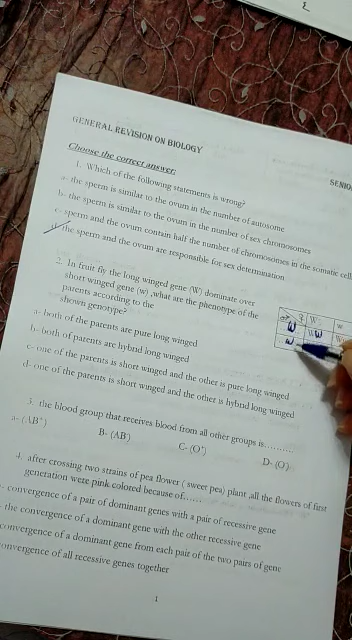 GENERAL REVISION ON BIOLOGY
SENIO
Choose the correct answer:
1. Which of the following statements is wrong?
a- the sperm is similar to the ovum in the number of autosome
b- the sperm is similar to the ovum in the number of sex chromosomes
c- sperm and the ovum contain half the number of chromosomes in the somatic cell
d- the sperm and the ovum are responsible for sex determination
2. In fruit fly the long winged gene (W) dominate over
short winged gene (w) ,what are the phenotype of the
parents according to the
shown genotype?
W w
W WW
w
a- both of the parents are pure long winged
b- both of the parents are hybrid long winged
c- one of the parents is short winged and the other is pure long winged
d- one of the parents is short winged and the other is hybrid long winged
3. the blood group that receives blood from all other groups is..........
a- (AB+) B- (AB-) C- (O+) D- (O-)
4. after crossing two strains of pea flower ( sweet pea) plant ,all the flowers of first
generation were pink colored because of......
convergence of a pair of dominant genes with a pair of recessive gene
the convergence of a dominant gene with the other recessive gene
convergence of a dominant gene from each pair of the two pairs of gene
onvergence of all recessive genes together
1